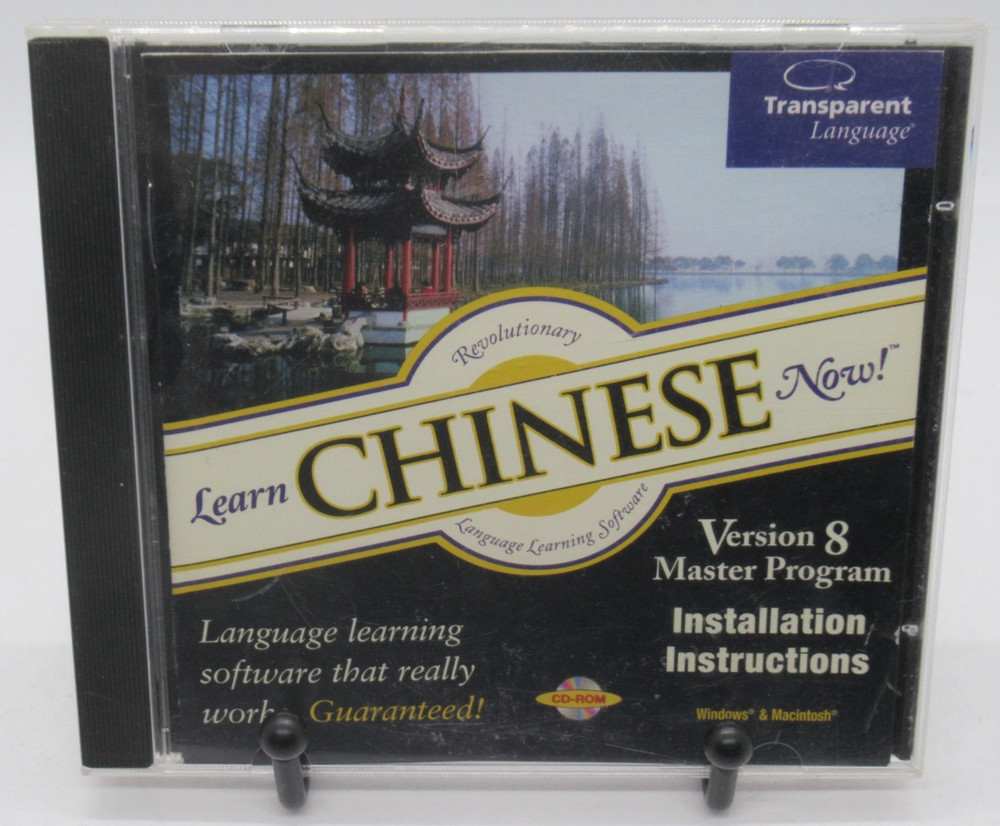 Transparent
Language®
Revolutionary
Learn CHINESE Now!™
Language Learning Software
Version 8
Master Program
Installation
Instructions
Language learning
software that really
Guaranteed!
CD-ROM
Windows® & Macintosh®